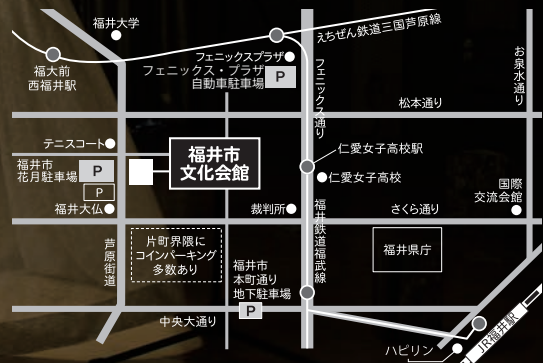 福井大学
えちぜん鉄道三国芦原線
福大前
西福井駅
フェニックスプラザ
フェニックス・プラザ
自動車駐車場
P
フェニックス通り
お泉水通り
松本通り
テニスコート
福井市
花月駐車場
P
P
福井市
文化会館
仁愛女子高校駅
仁愛女子高校
国際
交流会館
福井大仏
裁判所
さくら通り
芦原街道
片町界隈に
コインパーキング
多数あり
福井鉄道福武線
福井県庁
福井市
本町通り
地下駐車場
P
中央大通り
JR福井駅
ハピリン